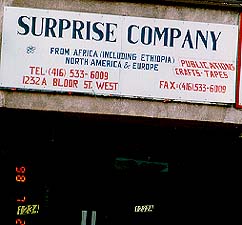 SURPRISE COMPANY
FROM AFRICA (INCLUDING ETHIOPIA)
NORTH AMERICA & EUROPE
PUBLICATIONS
CRAFTS·TAPES
TEL·(416) 533-6009
1232A BLOOR ST. WEST
FAX·(416)533-6009